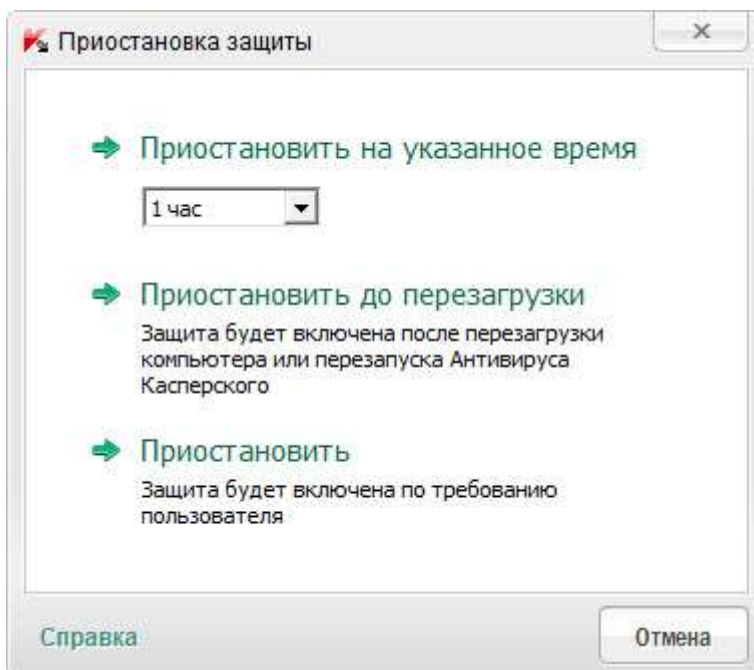 Приостановка защиты
Приостановить на указанное время
1 час
Приостановить до перезагрузки
Защита будет включена после перезагрузки
компьютера или перезапуска Антивируса
Касперского
Приостановить
Защита будет включена по требованию
пользователя
Справка
Отмена